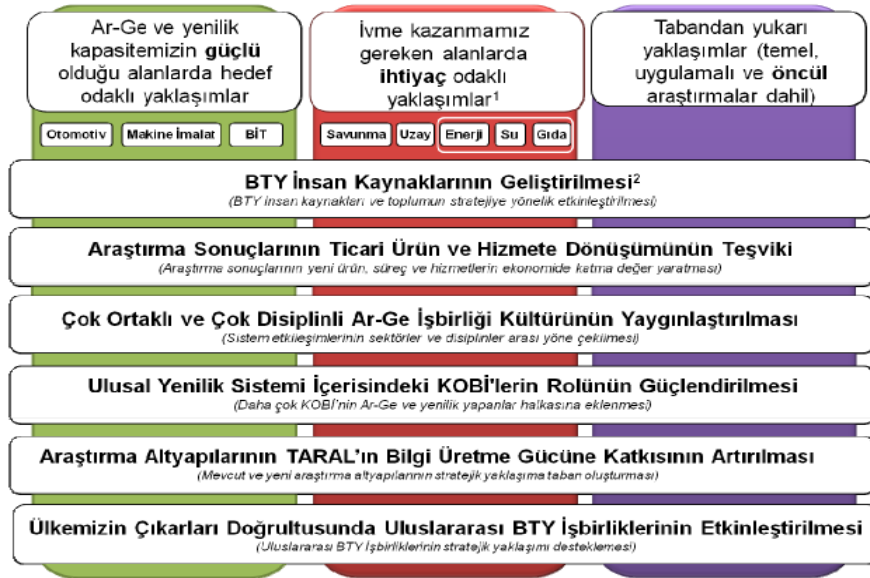 Ar-Ge ve yenilik
kapasitemizin güçlü
olduğu alanlarda hedef
odaklı yaklaşımlar
İvme kazanmamız
gereken alanlarda
ihtiyaç odaklı
yaklaşımlar¹
Tabandan yukarı
yaklaşımlar (temel,
uygulamalı ve öncül
araştırmalar dahil)
Otomotiv Makine İmalat BİT
Savunma Uzay Enerji Su Gıda
BTY İnsan Kaynaklarının Geliştirilmesi²
(BTY insan kaynakları ve toplumun stratejiye yönelik etkinleştirilmesi)
Araştırma Sonuçlarının Ticari Ürün ve Hizmete Dönüşümünün Teşviki
(Araştırma sonuçlarının yeni ürün, süreç ve hizmetlerin ekonomide katma değer yaratması)
Çok Ortaklı ve Çok Disiplinli Ar-Ge İşbirliği Kültürünün Yaygınlaştırılması
(Sistem etkileşimlerinin sektörler ve disiplinler arası yöne çekilmesi)
Ulusal Yenilik Sistemi İçerisindeki KOBİ'lerin Rolünün Güçlendirilmesi
(Daha çok KOBİ'nin Ar-Ge ve yenilik yapanlar halkasına eklenmesi)
Araştırma Altyapılarının TARAL'ın Bilgi Üretme Gücüne Katkısının Artırılması
(Mevcut ve yeni araştırma altyapılarının stratejik yaklaşıma taban oluşturması)
Ülkemizin Çıkarları Doğrultusunda Uluslararası BTY İşbirliklerinin Etkinleştirilmesi
(Uluslararası BTY İşbirliklerinin stratejik yaklaşımı desteklemesi)